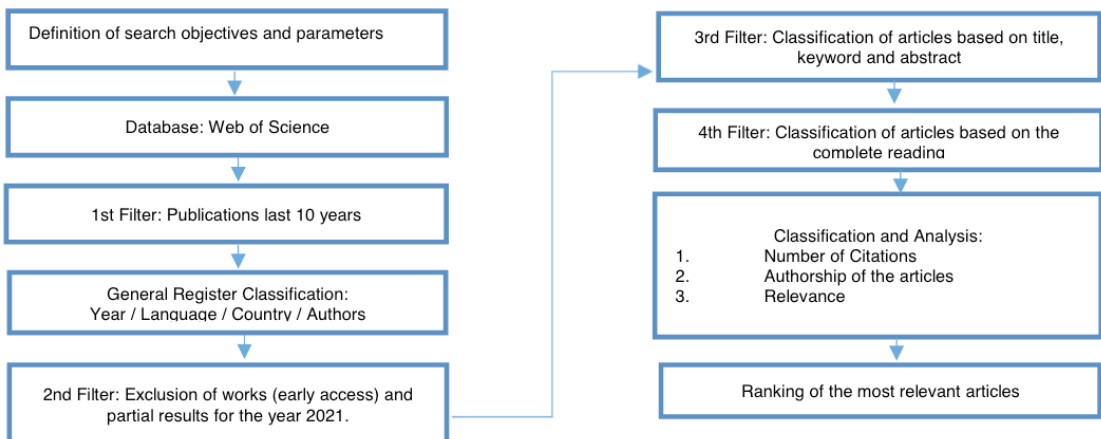 Definition of search objectives and parameters
Database: Web of Science
1st Filter: Publications last 10 years
General Register Classification:
Year / Language / Country / Authors
2nd Filter: Exclusion of works (early access) and
partial results for the year 2021.
3rd Filter: Classification of articles based on title,
keyword and abstract
4th Filter: Classification of articles based on the
complete reading
Classification and Analysis:
1. Number of Citations
2. Authorship of the articles
3. Relevance
Ranking of the most relevant articles